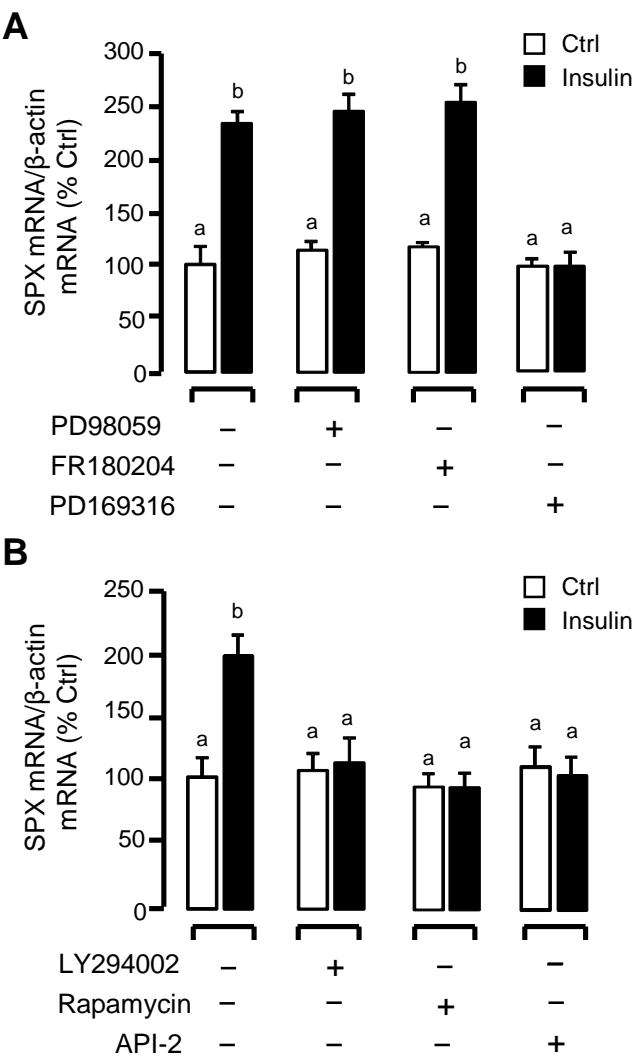 A
SPX mRNA/β-actin
mRNA (% Ctrl)
300
250
200
150
100
50
0
Ctrl
Insulin
a b a b a b a a
PD98059 – + – –
FR180204 – – + –
PD169316 – – – +
B
SPX mRNA/β-actin
mRNA (% Ctrl)
250
200
150
100
50
0
Ctrl
Insulin
a b a a a a a a
LY294002 – + – –
Rapamycin – – + –
API-2 – – – +